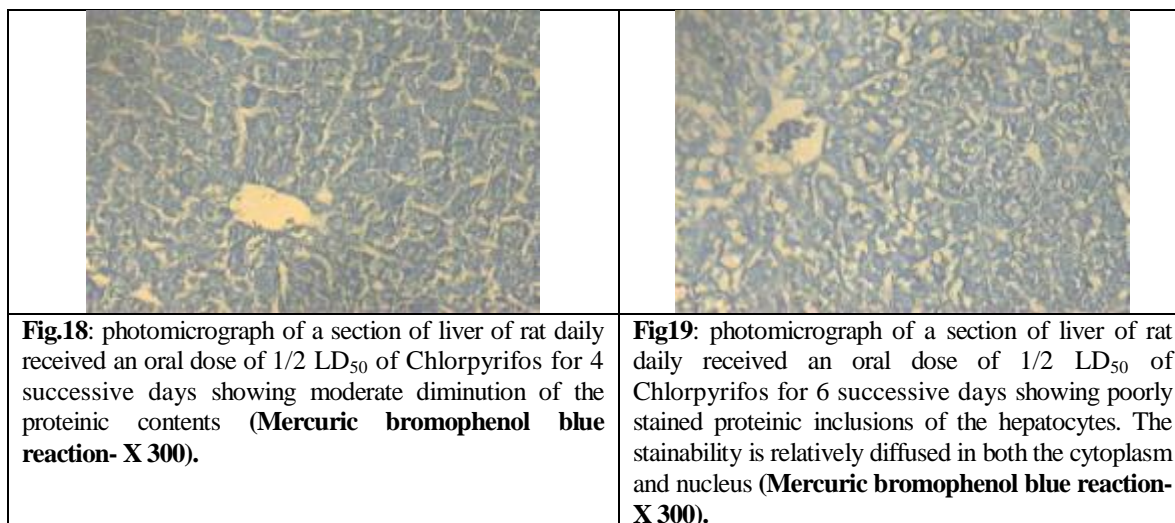 Fig.18: photomicrograph of a section of liver of rat daily
received an oral dose of 1/2 LD50 of Chlorpyrifos for 4
successive days showing moderate diminution of the
proteinic contents (Mercuric bromophenol blue
reaction- X 300).
Fig19: photomicrograph of a section of liver of rat
daily received an oral dose of 1/2 LD50 of
Chlorpyrifos for 6 successive days showing poorly
stained proteinic inclusions of the hepatocytes. The
stainability is relatively diffused in both the cytoplasm
and nucleus (Mercuric bromophenol blue reaction-
X 300).